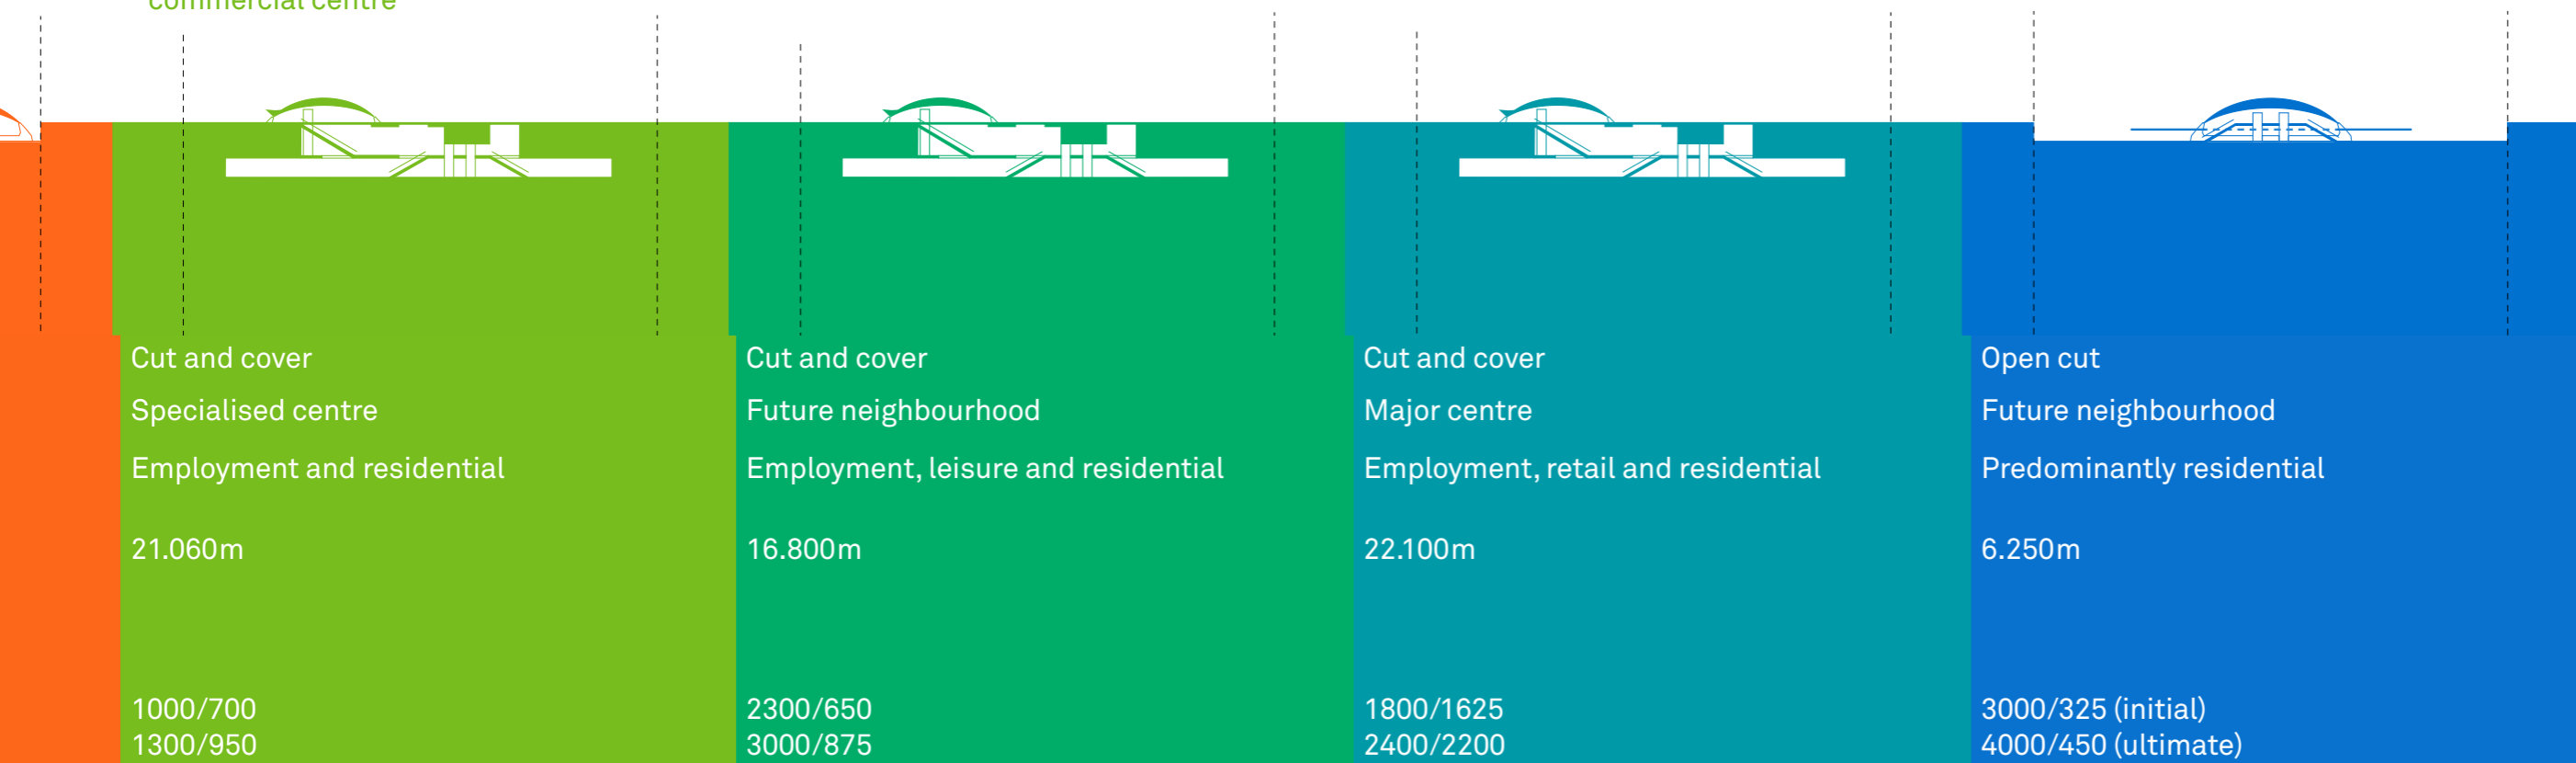 commercial centre
Cut and cover
Specialised centre
Employment and residential
21.060m
1000/700
1300/950
Cut and cover
Future neighbourhood
Employment, leisure and residential
16.800m
2300/650
3000/875
Cut and cover
Major centre
Employment, retail and residential
22.100m
1800/1625
2400/2200
Open cut
Future neighbourhood
Predominantly residential
6.250m
3000/325 (initial)
4000/450 (ultimate)